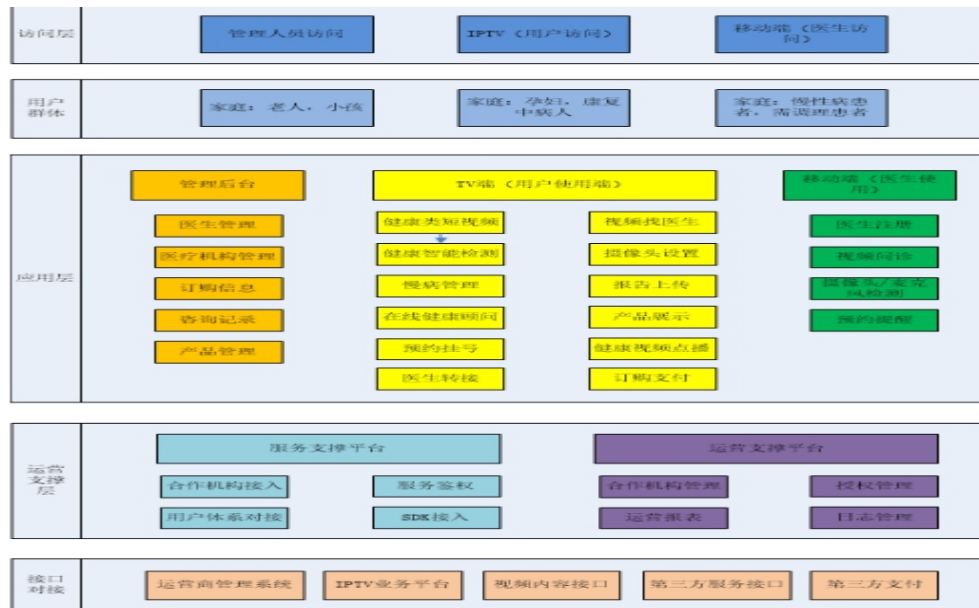 访问层
管理人员访问
IPTV（用户访问）
移动端（医生访
问）
用户
群体
家庭：老人，小孩
家庭：孕妇，康复
中病人
家庭：慢性病患
者，需调理患者
应用层
管理后台
医生管理
医疗机构管理
订购信息
咨询记录
产品管理
TV端（用户使用端）
健康类短视频
视频找医生
健康智能检测
摄像头设置
慢病管理
报告上传
在线健康顾问
产品展示
预约挂号
健康视频点播
医生转接
订购支付
移动端（医生使
用）
医生注册
视频问诊
摄像头/麦克
风检测
预约提醒
运营
支撑
层
服务支撑平台
合作机构接入
服务鉴权
用户体系对接
SDK接入
运营支撑平台
合作机构管理
授权管理
运营报表
日志管理
接口
对接
运营商管理系统
IPTV业务平台
视频内容接口
第三方服务接口
第三方支付